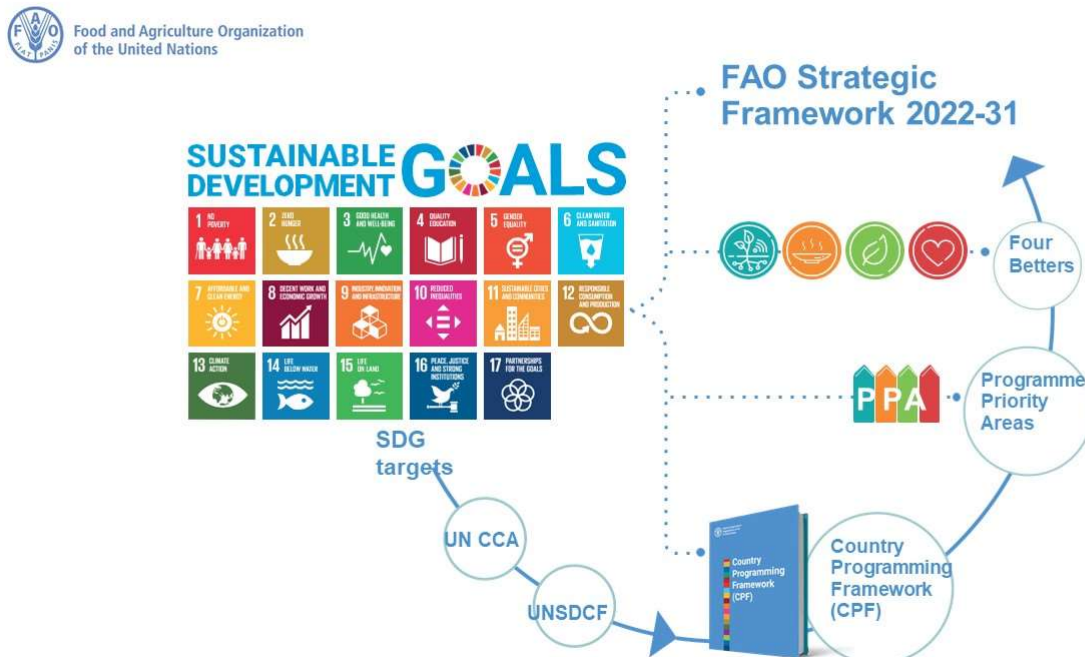 Food and Agriculture Organization
of the United Nations
FAO Strategic
Framework 2022-31
SUSTAINABLE
DEVELOPMENT
GOALS
1 NO
POVERTY
2 ZERO
HUNGER
3 GOOD HEALTH
AND WELL-BEING
4 QUALITY
EDUCATION
5 GENDER
EQUALITY
6 CLEAN WATER
AND SANITATION
7 AFFORDABLE AND
CLEAN ENERGY
8 DECENT WORK AND
ECONOMIC GROWTH
9 INDUSTRY, INNOVATION
AND INFRASTRUCTURE
10 REDUCED
INEQUALITIES
11 SUSTAINABLE CITIES
AND COMMUNITIES
12 RESPONSIBLE
CONSUMPTION
AND PRODUCTION
13 CLIMATE
ACTION
14 LIFE
BELOW WATER
15 LIFE
ON LAND
16 PEACE, JUSTICE
AND STRONG
INSTITUTIONS
17 PARTNERSHIPS
FOR THE GOALS
Four
Betters
PPA
Programme
Priority
Areas
SDG
targets
UN CCA
UNSDCF
Country
Programming
Framework
(CPF)
Country
Programming
Framework
(CPF)